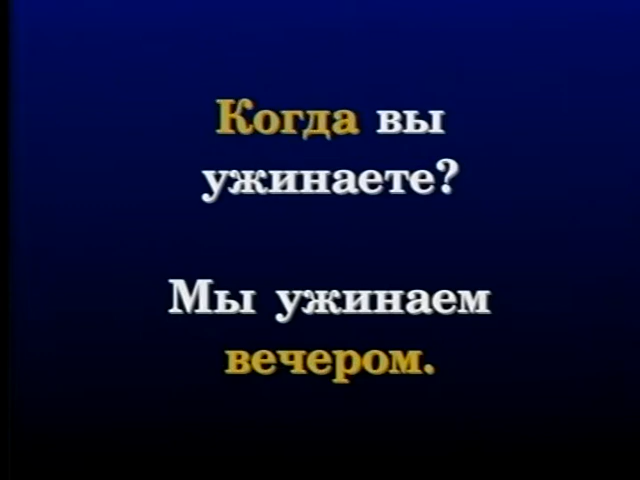 Когда вы
ужинаете?
Мы ужинаем
вечером.